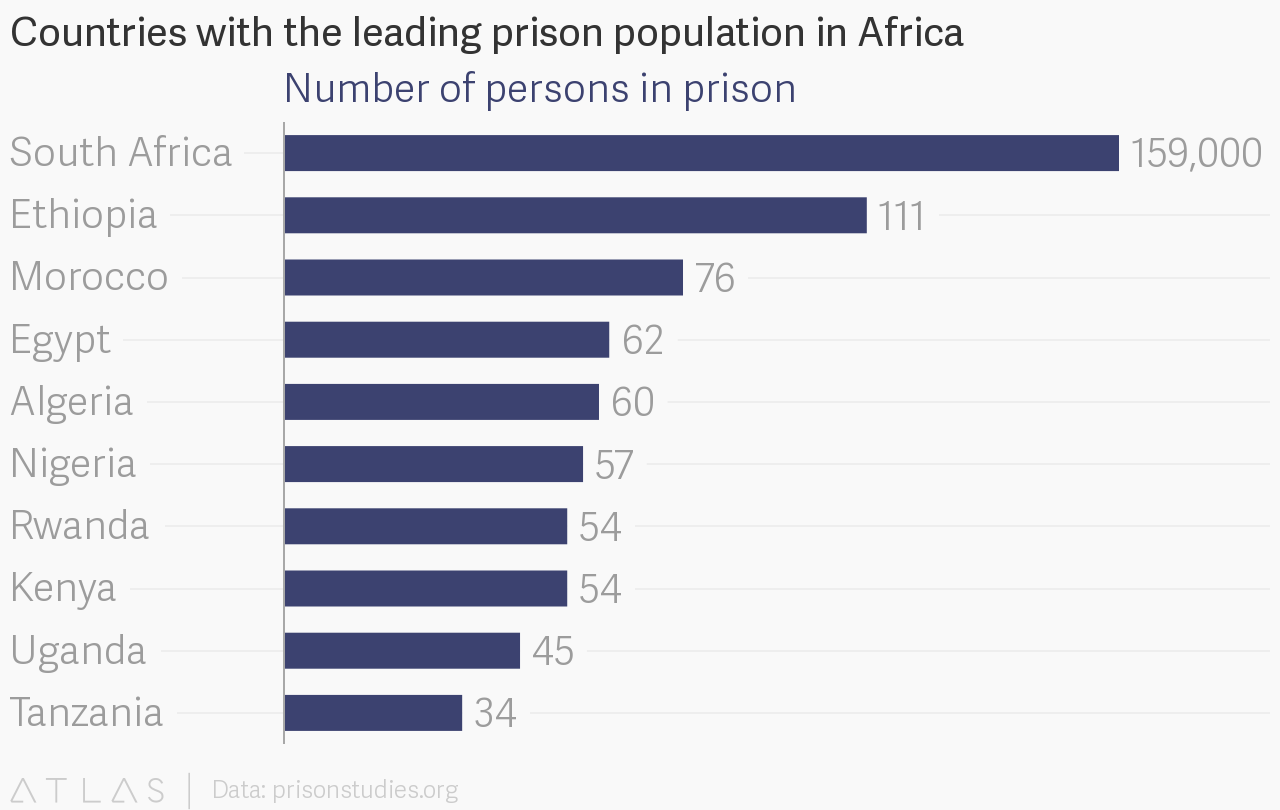 Countries with the leading prison population in Africa
Number of persons in prison
South Africa 159,000
Ethiopia 111
Morocco 76
Egypt 62
Algeria 60
Nigeria 57
Rwanda 54
Kenya 54
Uganda 45
Tanzania 34
ATLAS Data: prisonstudies.org